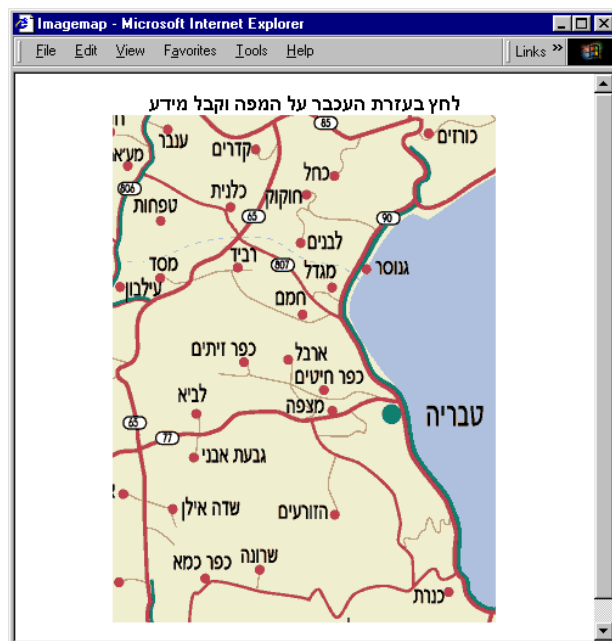 Imagemap - Microsoft Internet Explorer
File Edit View Favorites Tools Help Links »
לחץ בעזרת העכבר על המפה וקבל מידע
85
כורזים
ענבר
קדרים
כחל
806
כלנית
חוקוק
טפחות
65
90
לבנים
רביד
מסד
807
מגדל
גנוסר
עילבון
חמם
ארבל
כפר זיתים
כפר חיטים
לביא
מצפה
טבריה
65
77
גבעת אבני
שדה אילן
הזורעים
שרונה
כפר כמא
כנרת